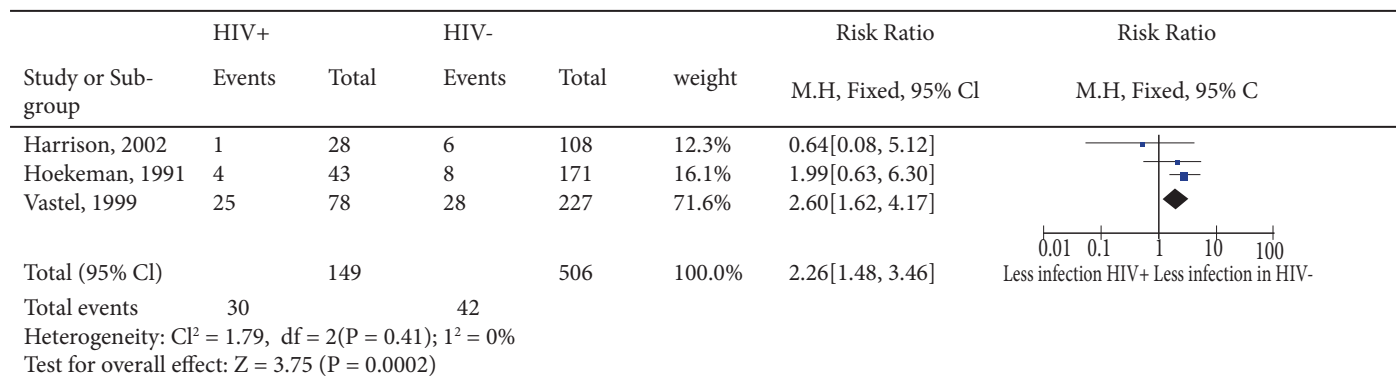 HIV+ HIV- Risk Ratio Risk Ratio
Study or Sub-
group Events Total Events Total weight M.H, Fixed, 95% Cl M.H, Fixed, 95% C
Harrison, 2002 1 28 6 108 12.3% 0.64[0.08, 5.12]
Hoekeman, 1991 4 43 8 171 16.1% 1.99[0.63, 6.30]
Vastel, 1999 25 78 28 227 71.6% 2.60[1.62, 4.17]
0.01 0.1 1 10 100
Total (95% Cl) 149 506 100.0% 2.26[1.48, 3.46] Less infection HIV+ Less infection in HIV-
Total events 30 42
Heterogeneity: Cl² = 1.79, df = 2(P = 0.41); 1² = 0%
Test for overall effect: Z = 3.75 (P = 0.0002)